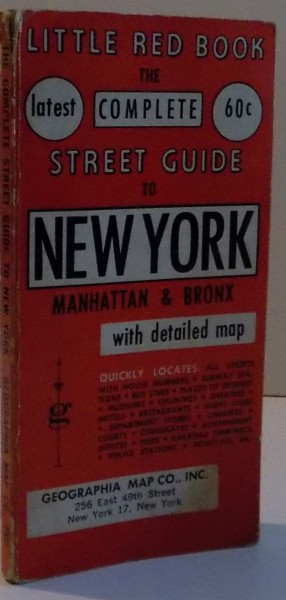 LITTLE RED BOOK
THE
latest COMPLETE 60c
STREET GUIDE
TO
NEW YORK
MANHATTAN & BRONX
with detailed map
QUICKLY LOCATES: ALL STREETS
WITH HOUSE NUMBERS • SUBWAY STA-
TIONS • BUS LINES • PLACES OF INTEREST
• MUSEUMS • CHURCHES • THEATRES •
HOTELS • RESTAURANTS • NIGHT CLUBS
• DEPARTMENT STORES • LIBRARIES •
COURTS • CONSULATES • GOVERNMENT
OFFICES • PIERS • RAILROAD TERMINALS
• POLICE STATIONS • HOSPITALS, Etc.
g
GEOGRAPHIA MAP CO., INC.
256 East 49th Street
New York 17, New York
THE COMPLETE STREET GUIDE TO NEW YORK GEOGRAPHIA MAP